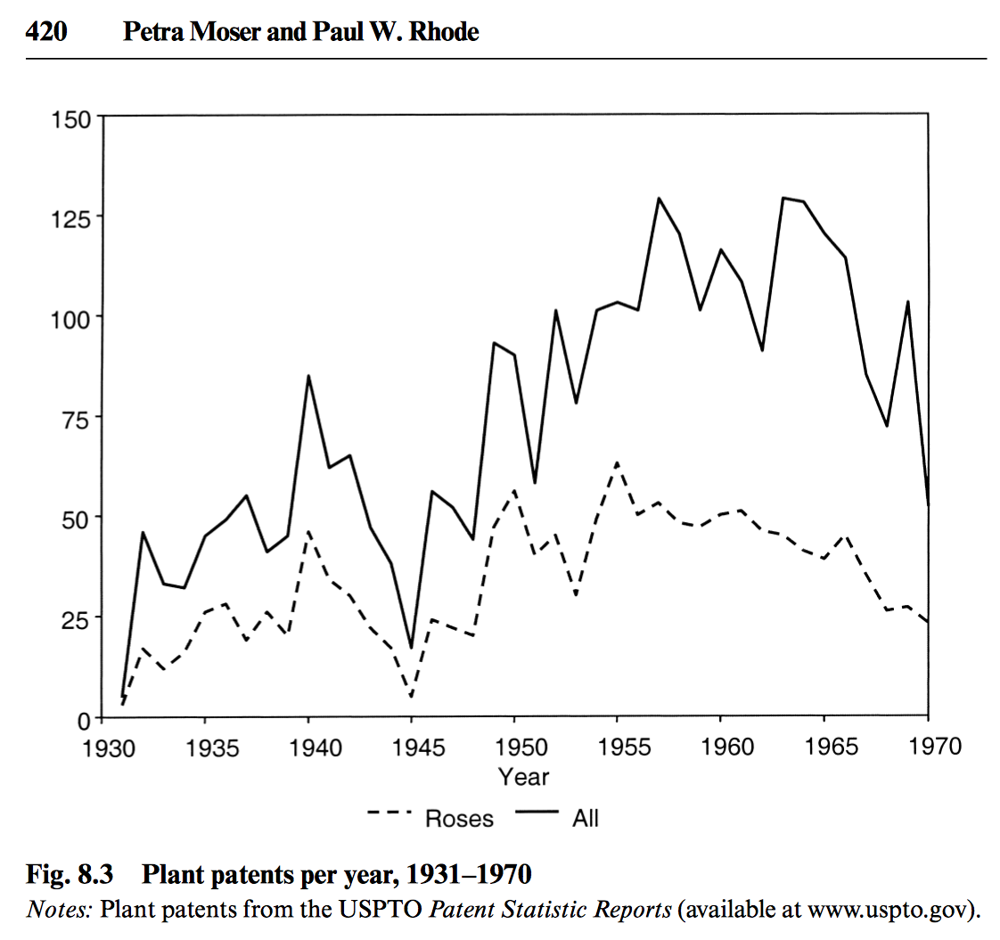 420 Petra Moser and Paul W. Rhode
150
125
100
75
50
25
0
1930 1935 1940 1945 1950 1955 1960 1965 1970
Year
Roses All
Fig. 8.3 Plant patents per year, 1931–1970
Notes: Plant patents from the USPTO Patent Statistic Reports (available at www.uspto.gov).